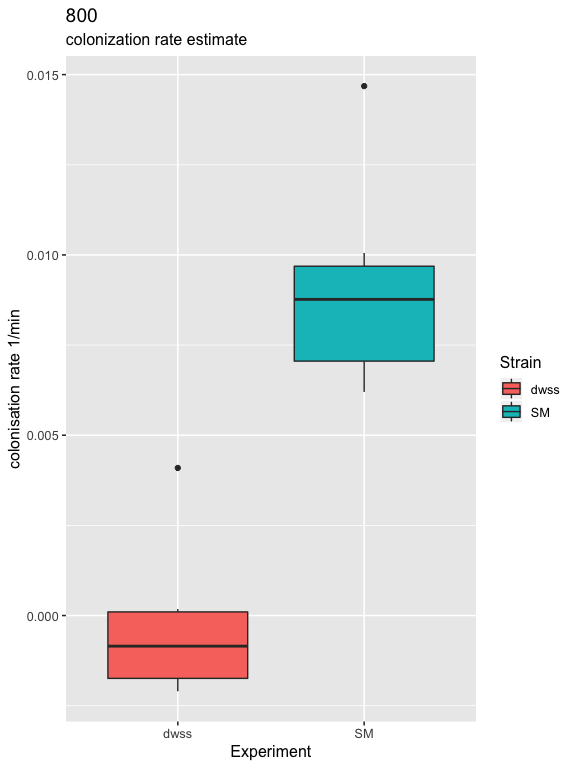 800
colonization rate estimate
0.015
0.010
0.005
0.000
colonisation rate 1/min
dwss
SM
Experiment
Strain
dwss
SM